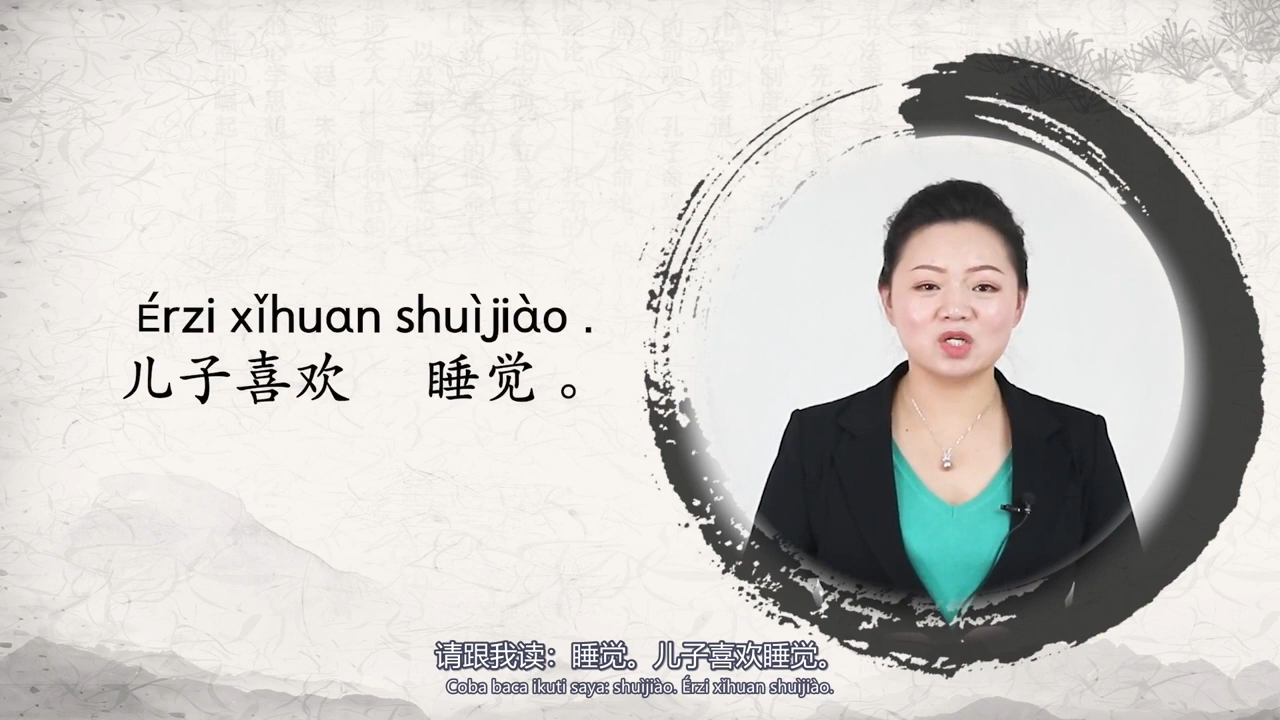 Érzi xǐhuan shuìjiào .
儿子喜欢 睡觉 。
请跟我读：睡觉。儿子喜欢睡觉。
Coba baca ikuti saya: shuìjiào. Érzi xǐhuan shuìjiào.